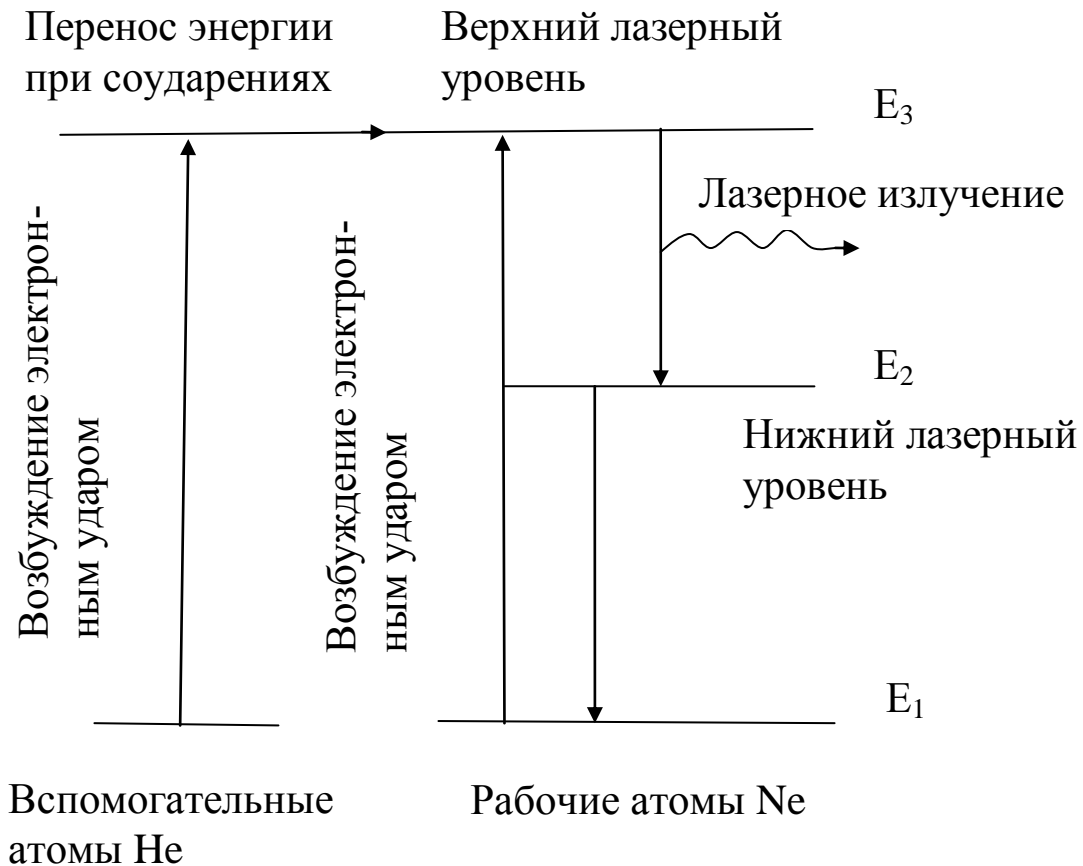 Перенос энергии
при соударениях
Верхний лазерный
уровень
E₃
Лазерное излучение
Возбуждение электрон-
ным ударом
Возбуждение электрон-
ным ударом
E₂
Нижний лазерный
уровень
E₁
Вспомогательные
атомы He
Рабочие атомы Ne